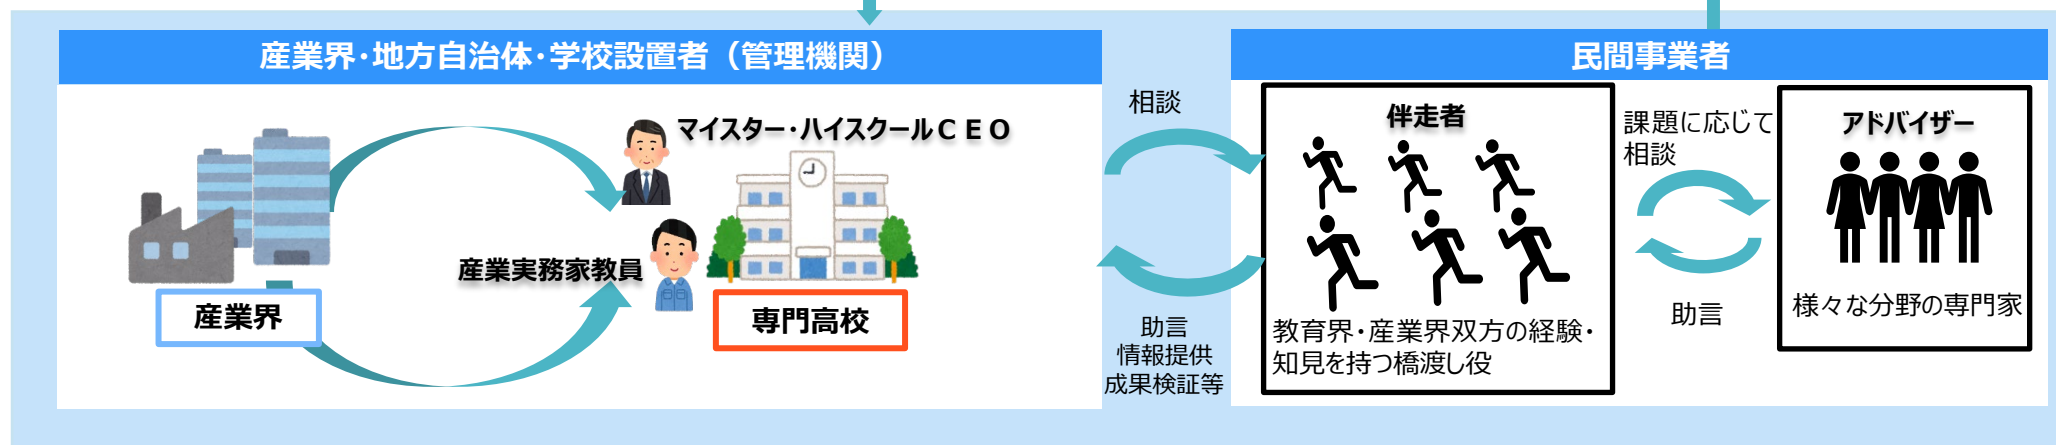 産業界・地方自治体・学校設置者（管理機関）
マイスター・ハイスクールＣＥＯ
産業実務家教員
産業界
専門高校
相談
助言
情報提供
成果検証等
民間事業者
伴走者
教育界・産業界双方の経験・
知見を持つ橋渡し役
課題に応じて
相談
助言
アドバイザー
様々な分野の専門家